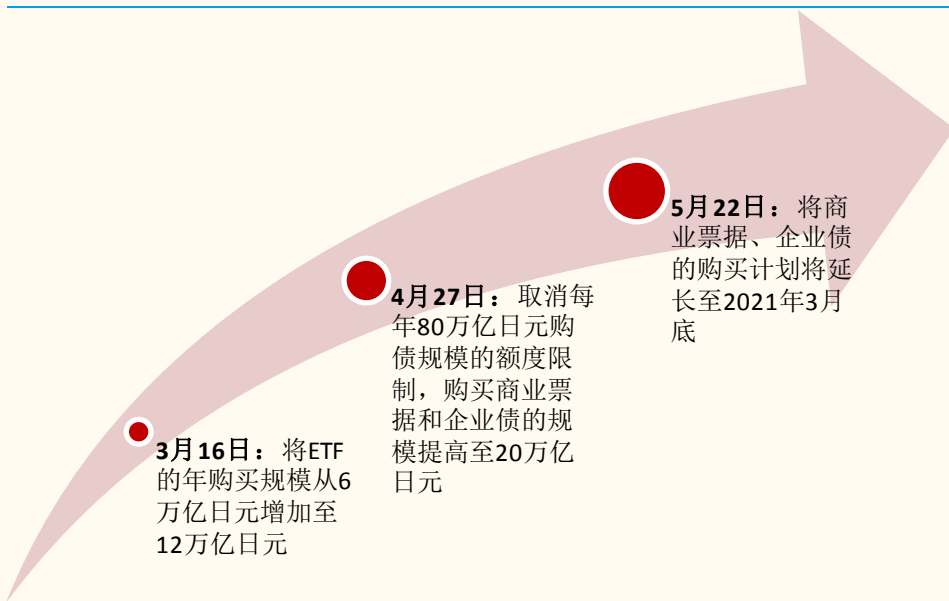 3月16日：将ETF
的年购买规模从6
万亿日元增加至
12万亿日元
4月27日：取消每
年80万亿日元购
债规模的额度限
制，购买商业票
据和企业债的规
模提高至20万亿
日元
5月22日：将商
业票据、企业债
的购买计划将延
长至2021年3月
底